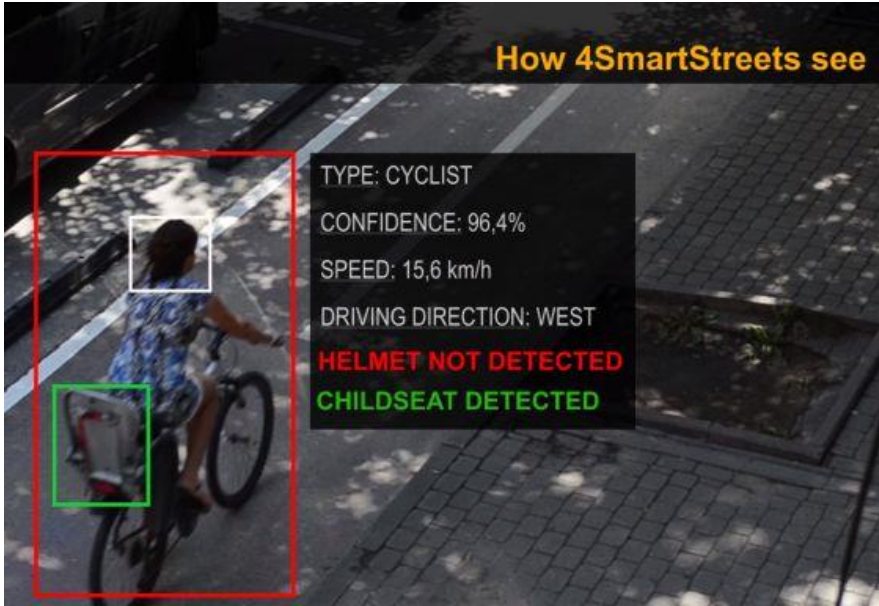 How 4SmartStreets see
TYPE: CYCLIST
CONFIDENCE: 96,4%
SPEED: 15,6 km/h
DRIVING DIRECTION: WEST
HELMET NOT DETECTED
CHILDSEAT DETECTED